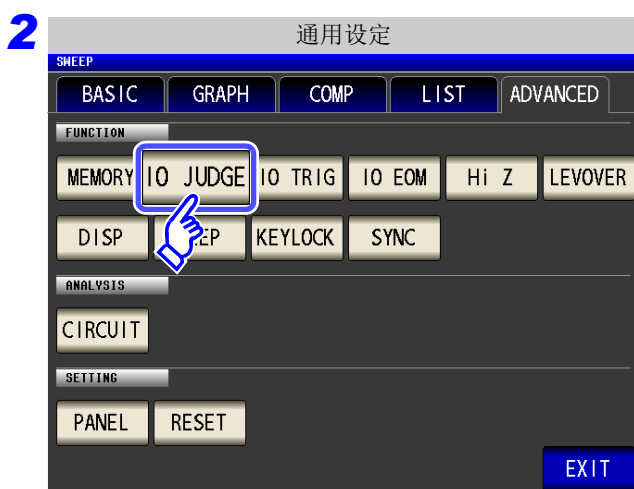 2
通用设定
SWEEP
BASIC GRAPH COMP LIST ADVANCED
FUNCTION
MEMORY IO JUDGE IO TRIG IO EOM Hi Z LEVOVER
DISP EP KEYLOCK SYNC
ANALYSIS
CIRCUIT
SETTING
PANEL RESET
EXIT